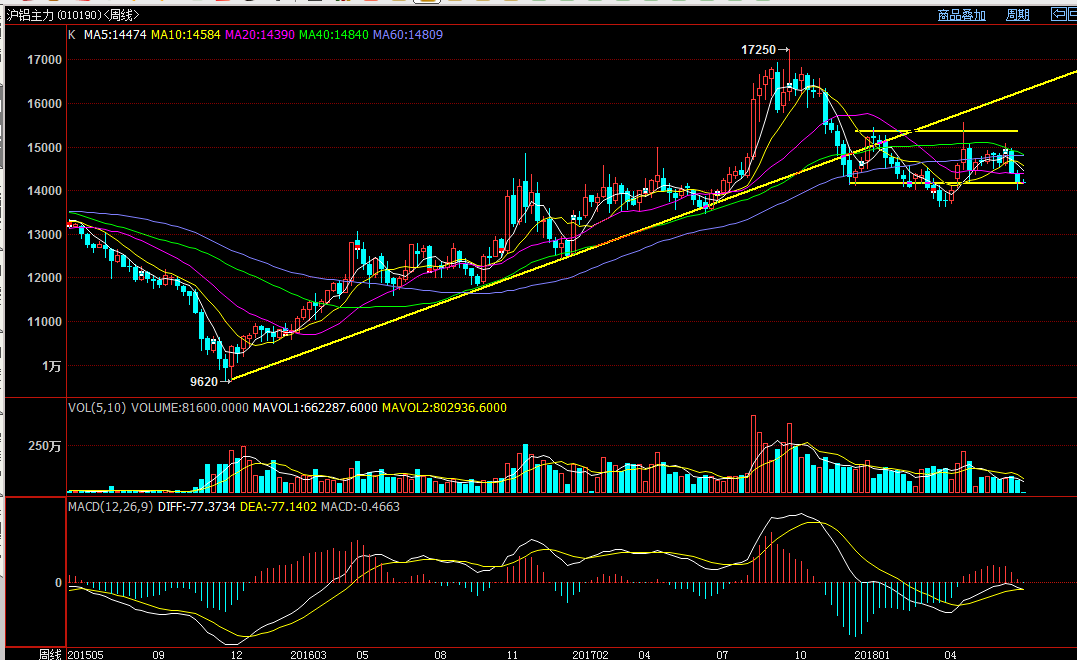 沪铝主力(010190)<周线> 商品叠加 周期
K MA5:14474 MA10:14584 MA20:14390 MA40:14840 MA60:14809
17250
17000
16000
15000
14000
13000
12000
11000
1万
9620
VOL(5,10) VOLUME:81600.0000 MAVOL1:662287.6000 MAVOL2:802936.6000
250万
MACD(12,26,9) DIFF:-77.3734 DEA:-77.1402 MACD:-0.4663
0
周线 201505 09 12 201603 05 08 11 201702 04 07 10 201801 04